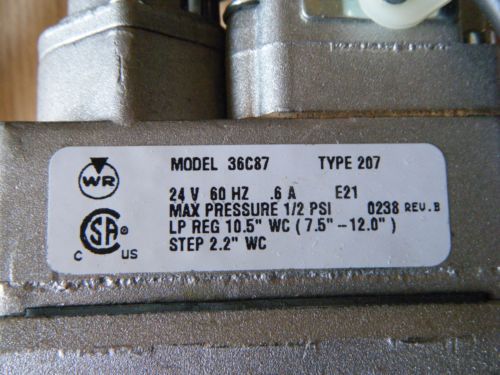 WR
MODEL 36C87 TYPE 207
24 V 60 HZ .6 A E21
MAX PRESSURE 1/2 PSI 0238 REV.B
LP REG 10.5" WC ( 7.5" -- 12.0" )
STEP 2.2" WC
CSA ®
C US